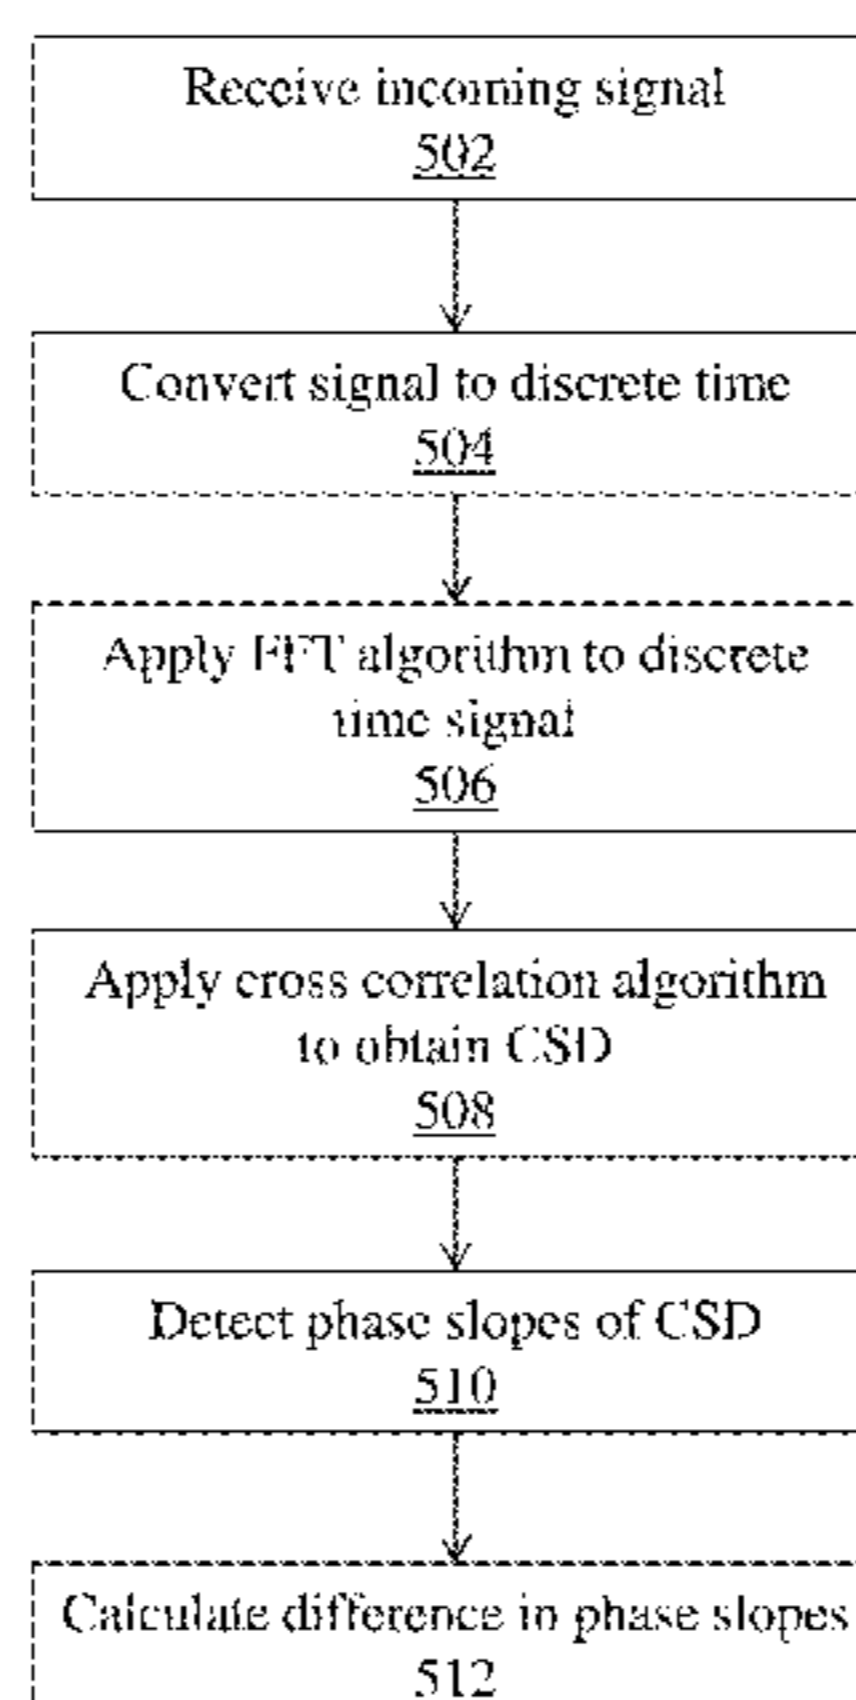 Receive incoming signal
502
Convert signal to discrete time
504
Apply FFT algorithm to discrete
time signal
506
Apply cross correlation algorithm
to obtain CSD
508
Detect phase slopes of CSD
510
Calculate difference in phase slopes
512